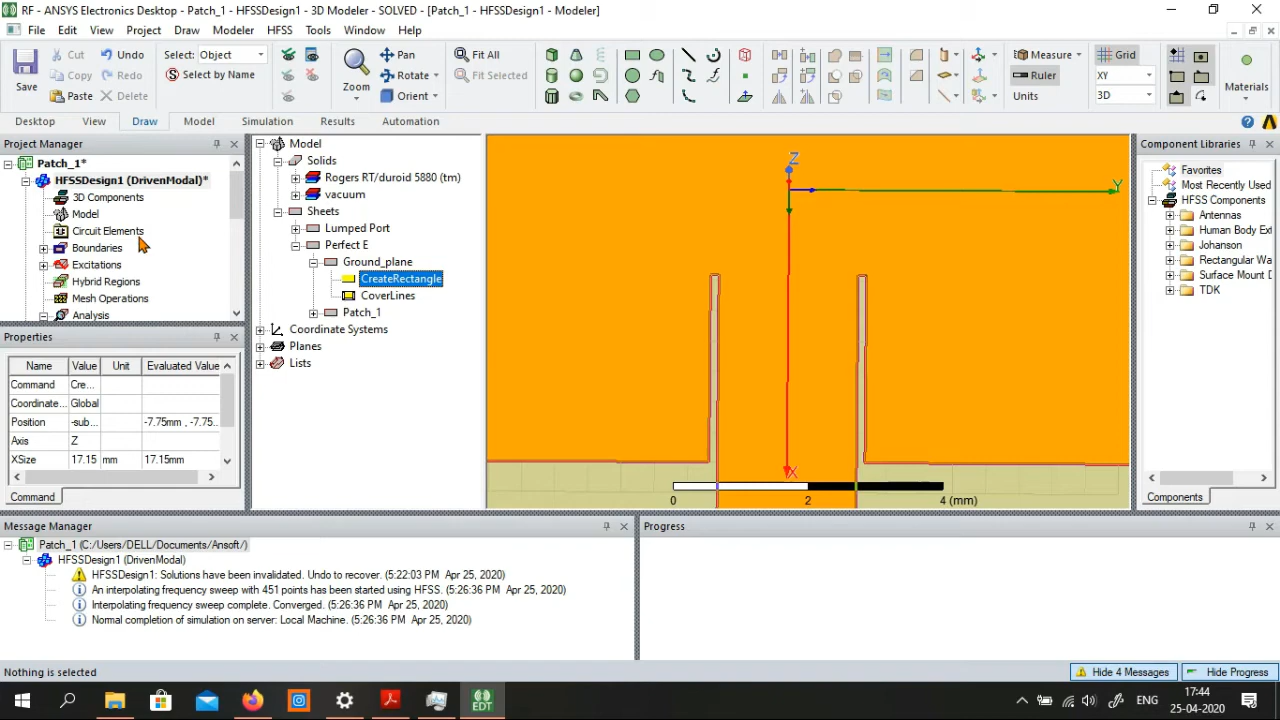 RF - ANSYS Electronics Desktop - Patch_1 - HFSSDesign1 - 3D Modeler - SOLVED - [Patch_1 - HFSSDesign1 - Modeler]
File Edit View Project Draw Modeler HFSS Tools Window Help
Save
Cut
Copy
Paste
Undo
Redo
Delete
Select: Object
Select by Name
Zoom
Pan
Rotate
Orient
Fit All
Fit Selected
Measure
Ruler
Units
Grid
XY
3D
Materials
Desktop View Draw Model Simulation Results Automation
Project Manager
Patch_1*
HFSSDesign1 (DrivenModal)*
3D Components
Model
Circuit Elements
Boundaries
Excitations
Hybrid Regions
Mesh Operations
Analysis
Properties
Name Value Unit Evaluated Value
Command Cre...
Coordinate... Global
Position -sub... -7.75mm , -7.75..
Axis Z
XSize 17.15 mm 17.15mm
Command
Model
Solids
Rogers RT/duroid 5880 (tm)
vacuum
Sheets
Lumped Port
Perfect E
Ground_plane
CreateRectangle
CoverLines
Patch_1
Coordinate Systems
Planes
Lists
Z
Y
X
0 2 4 (mm)
Component Libraries
Favorites
Most Recently Used
HFSS Components
Antennas
Human Body Ext
Johanson
Rectangular Wa
Surface Mount D
TDK
Components
Message Manager
Patch_1 (C:/Users/DELL/Documents/Ansoft/)
HFSSDesign1 (DrivenModal)
HFSSDesign1: Solutions have been invalidated. Undo to recover. (5:22:03 PM Apr 25, 2020)
An interpolating frequency sweep with 451 points has been started using HFSS. (5:26:36 PM Apr 25, 2020)
Interpolating frequency sweep complete. Converged. (5:26:36 PM Apr 25, 2020)
Normal completion of simulation on server: Local Machine. (5:26:36 PM Apr 25, 2020)
Progress
Nothing is selected
Hide 4 Messages
Hide Progress
EDT
ENG
17:44
25-04-2020